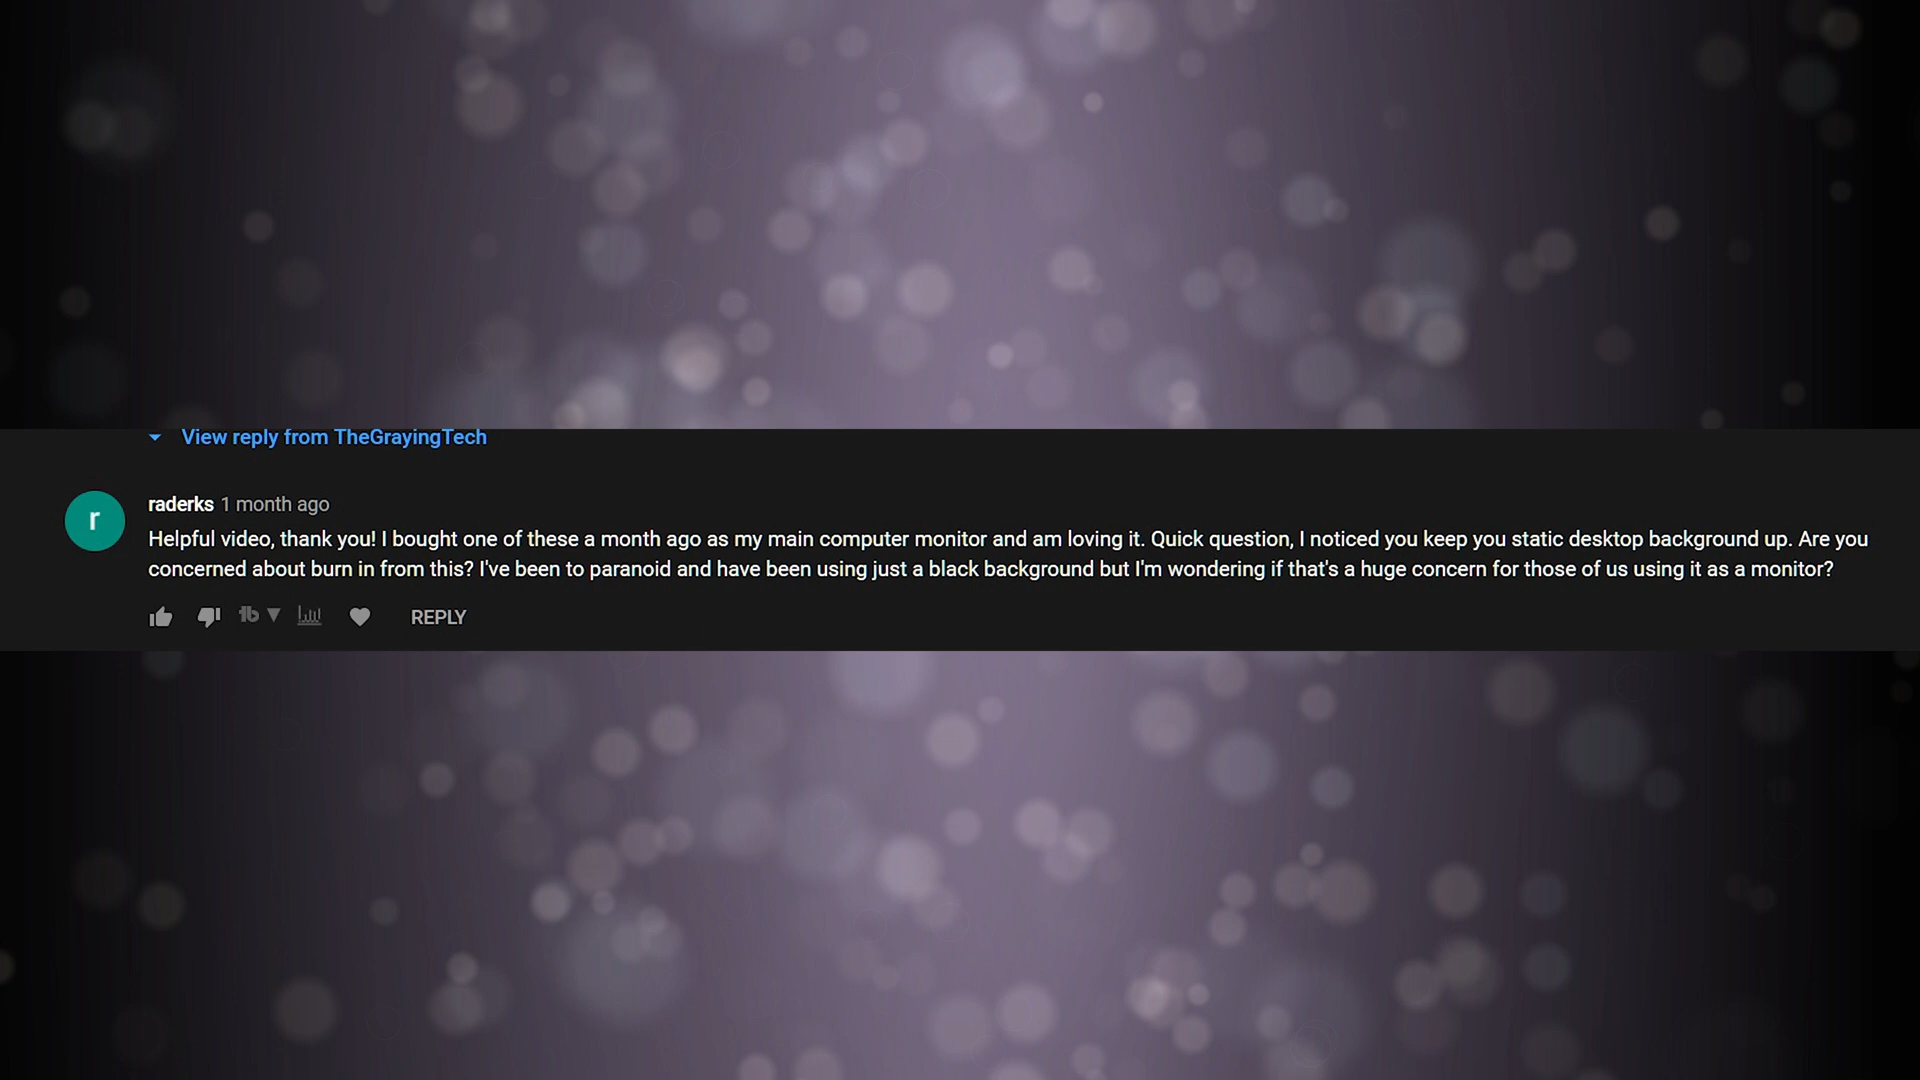 View reply from TheGrayingTech
r
raderks 1 month ago
Helpful video, thank you! I bought one of these a month ago as my main computer monitor and am loving it. Quick question, I noticed you keep you static desktop background up. Are you
concerned about burn in from this? I've been to paranoid and have been using just a black background but I'm wondering if that's a huge concern for those of us using it as a monitor?
REPLY